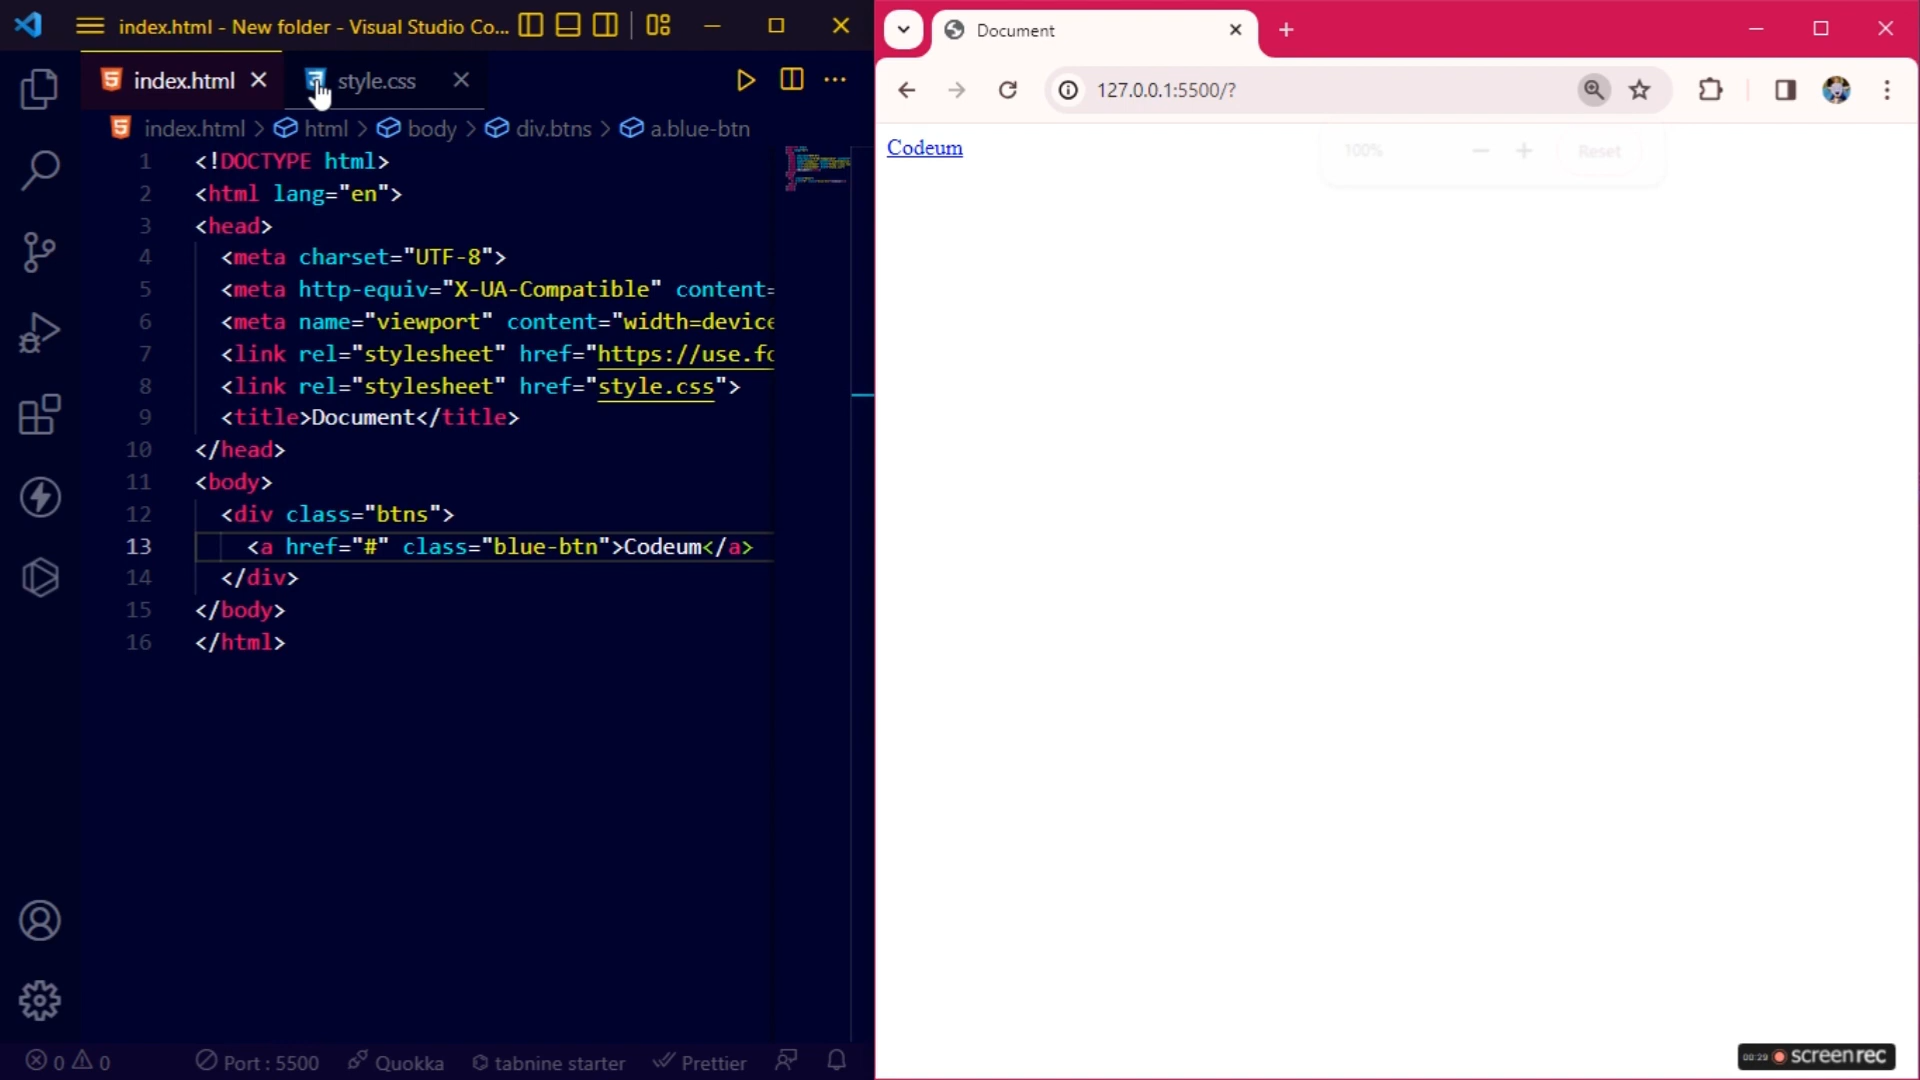 index.html - New folder - Visual Studio Co...
index.html
style.css
index.html > html > body > div.btns > a.blue-btn
1 <!DOCTYPE html>
2 <html lang="en">
3 <head>
4 <meta charset="UTF-8">
5 <meta http-equiv="X-UA-Compatible" content=
6 <meta name="viewport" content="width=device
7 <link rel="stylesheet" href="https://use.fo
8 <link rel="stylesheet" href="style.css">
9 <title>Document</title>
10 </head>
11 <body>
12 <div class="btns">
13 <a href="#" class="blue-btn">Codeum</a>
14 </div>
15 </body>
16 </html>
0 0 Port : 5500 Quokka tabnine starter Prettier
Document
127.0.0.1:5500/?
Codeum
100% Reset
00:29 screenrec